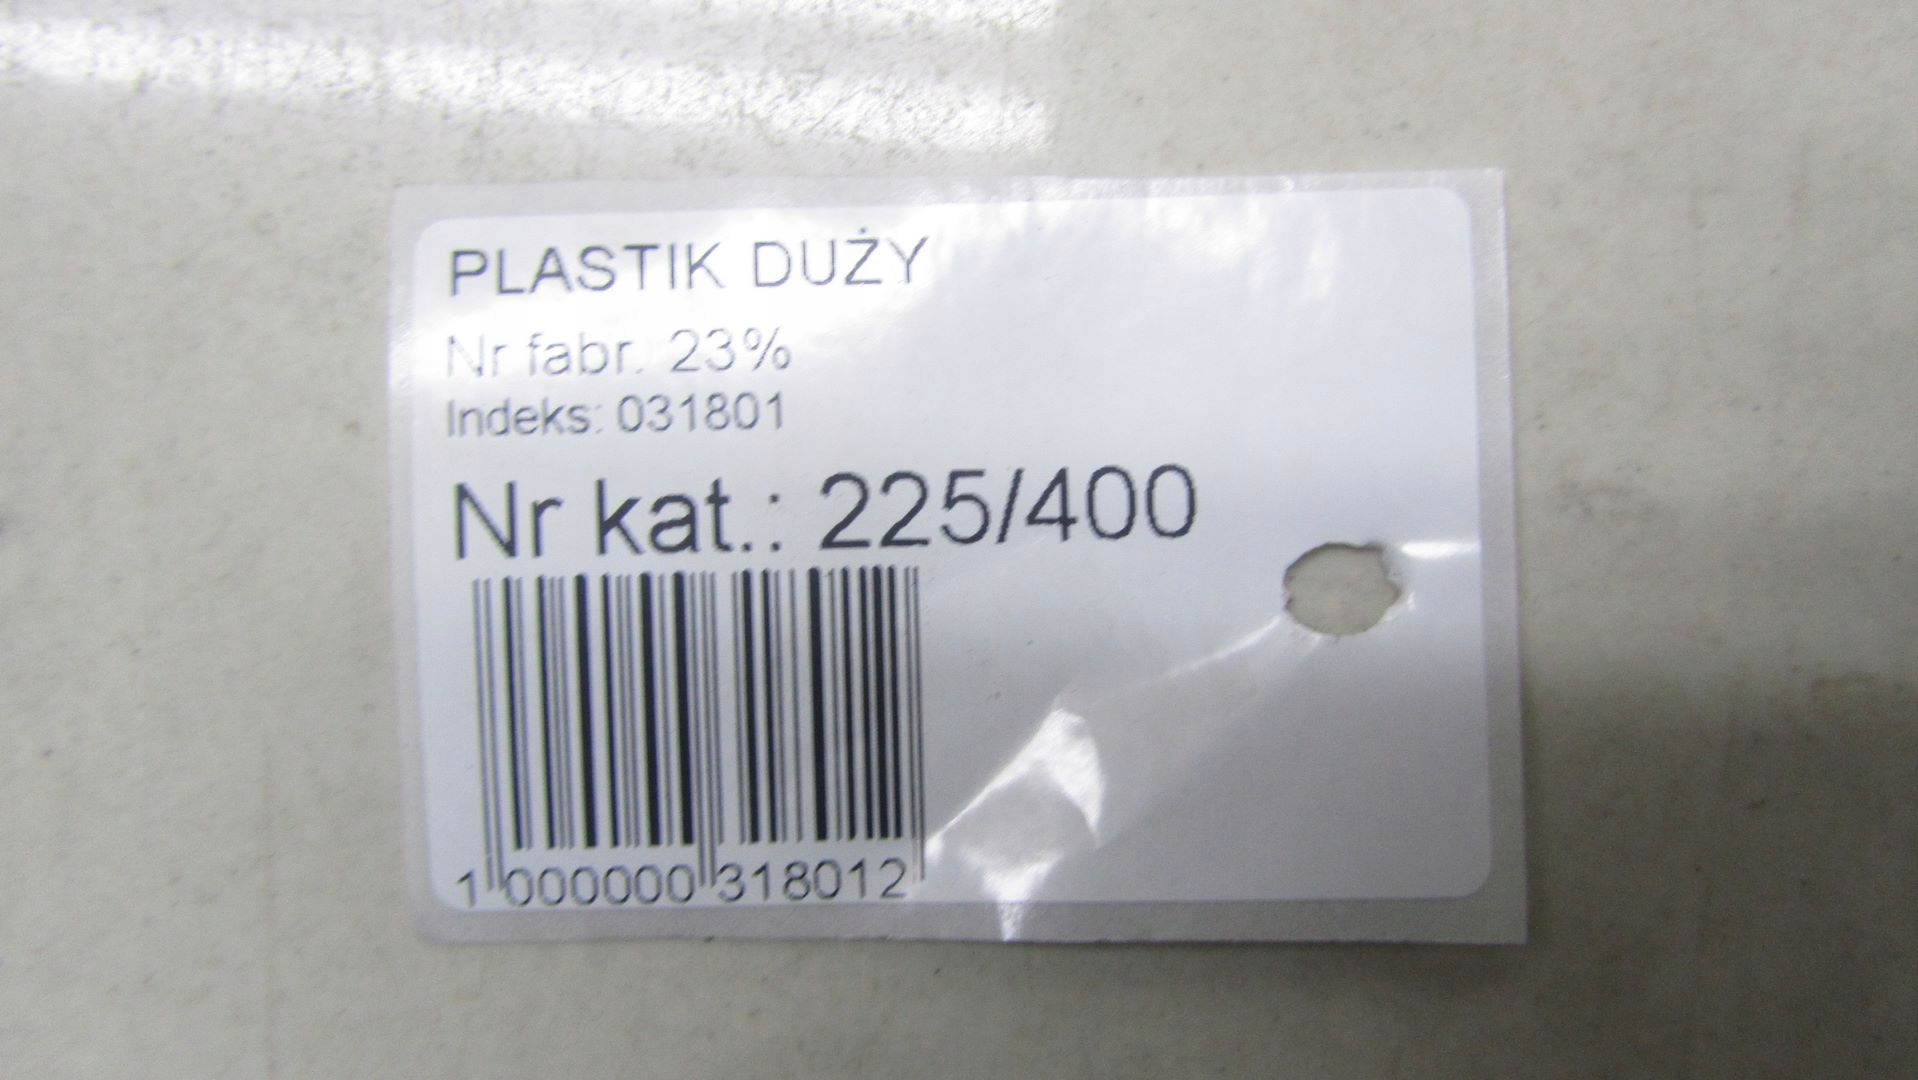 PLASTIK DUŻY
Nr fabr. 23%
Indeks: 031801
Nr kat.: 225/400
1 000000 318012